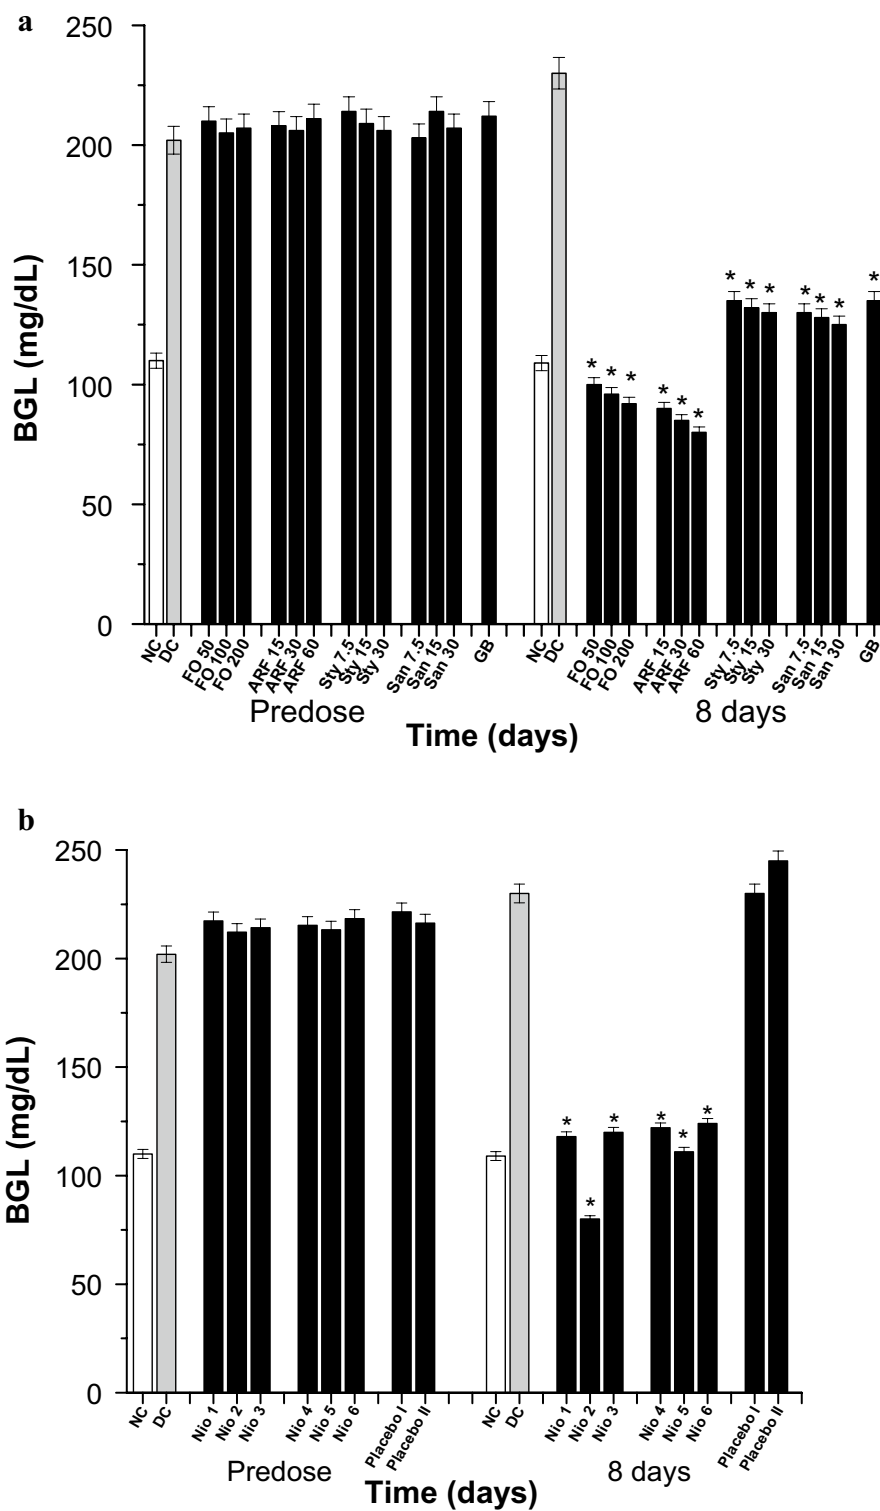 a
250
200
150
100
50
0
BGL (mg/dL)
* * * * * * * * * * * * *
NC DC FO 50 FO 100 FO 200 ARF 15 ARF 30 ARF 60 Sty 7.5 Sty 15 Sty 30 San 7.5 San 15 San 30 GB NC DC FO 50 FO 100 FO 200 ARF 15 ARF 30 ARF 60 Sty 7.5 Sty 15 Sty 30 San 7.5 San 15 San 30 GB
Predose 8 days
Time (days)
b
250
200
150
100
50
0
BGL (mg/dL)
* * * * * *
NC DC Nio 1 Nio 2 Nio 3 Nio 4 Nio 5 Nio 6 Placebo I Placebo II NC DC Nio 1 Nio 2 Nio 3 Nio 4 Nio 5 Nio 6 Placebo I Placebo II
Predose 8 days
Time (days)